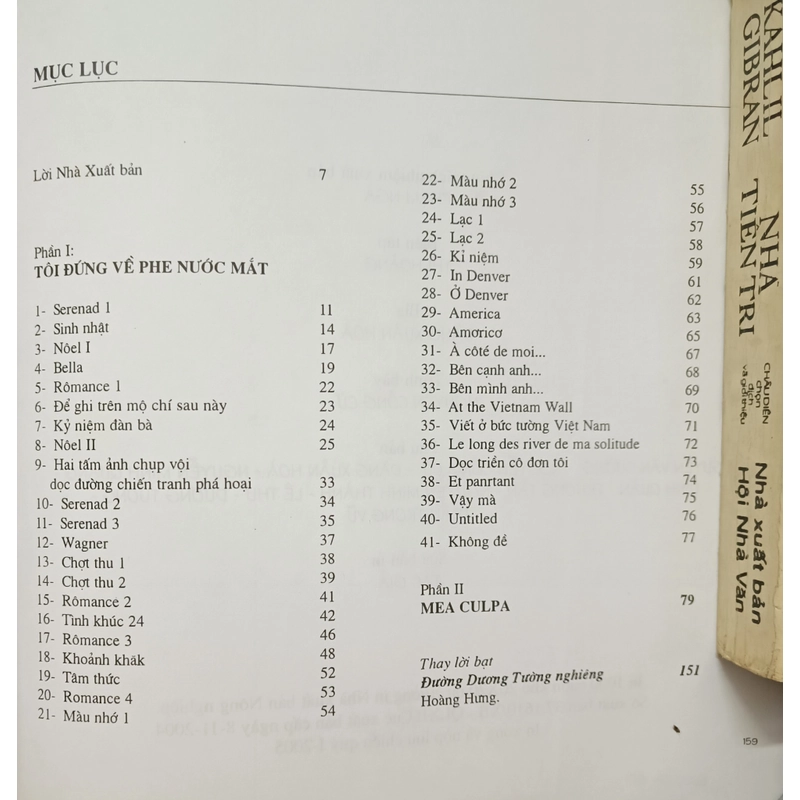 MỤC LỤC
Lời Nhà Xuất bản 7
Phần I:
TÔI ĐỨNG VỀ PHE NƯỚC MẮT
1- Serenad 1 11
2- Sinh nhật 14
3- Nôel I 17
4- Bella 19
5- Rômance 1 22
6- Để ghi trên mộ chí sau này 23
7- Kỷ niệm đàn bà 24
8- Nôel II 25
9- Hai tấm ảnh chụp vội
dọc đường chiến tranh phá hoại 33
10- Serenad 2 34
11- Serenad 3 35
12- Wagner 37
13- Chợt thu 1 38
14- Chợt thu 2 39
15- Rômance 2 41
16- Tình khúc 24 42
17- Rômance 3 46
18- Khoảnh khăk 48
19- Tâm thức 52
20- Romance 4 53
21- Màu nhớ 1 54
22- Màu nhớ 2 55
23- Màu nhớ 3 56
24- Lạc 1 57
25- Lạc 2 58
26- Kỉ niệm 59
27- In Denver 61
28- Ở Denver 62
29- America 63
30- Amơricơ 65
31- À côté de moi... 67
32- Bên cạnh anh... 68
33- Bên mình anh... 69
34- At the Vietnam Wall 70
35- Viết ở bức tường Việt Nam 71
36- Le long des river de ma solitude 72
37- Dọc triền cô đơn tôi 73
38- Et panrtant 74
39- Vậy mà 75
40- Untitled 76
41- Không đề 77
Phần II
MEA CULPA 79
Thay lời bạt
Đường Dương Tường nghiêng 151
Hoàng Hưng.
159
KAHLIL
GIBRAN
NHÀ
TIÊN TRI
CHÂU DIÊN
chọn
dịch
và giới thiệu
Nhà xuất bản
Hội Nhà Văn